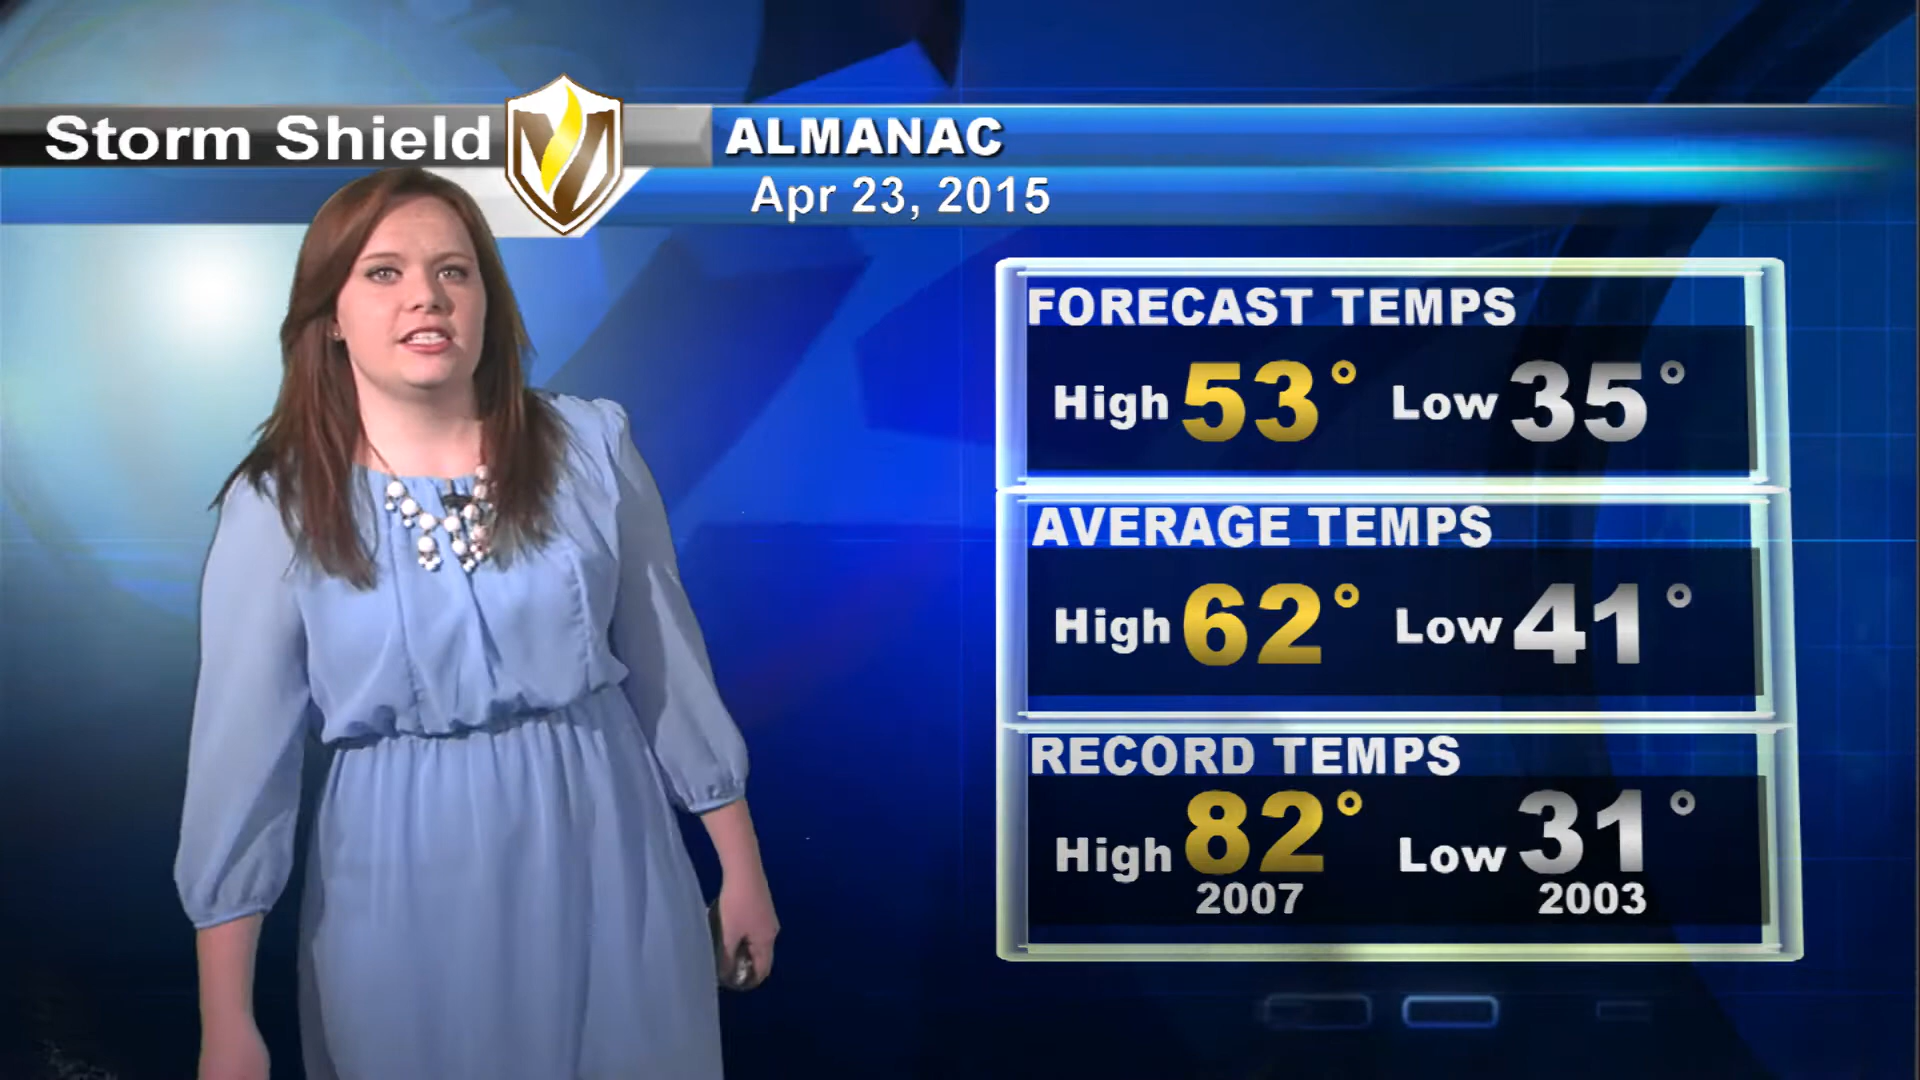 Storm Shield
ALMANAC
Apr 23, 2015
FORECAST TEMPS
High 53° Low 35°
AVERAGE TEMPS
High 62° Low 41°
RECORD TEMPS
High 82° Low 31°
2007 2003